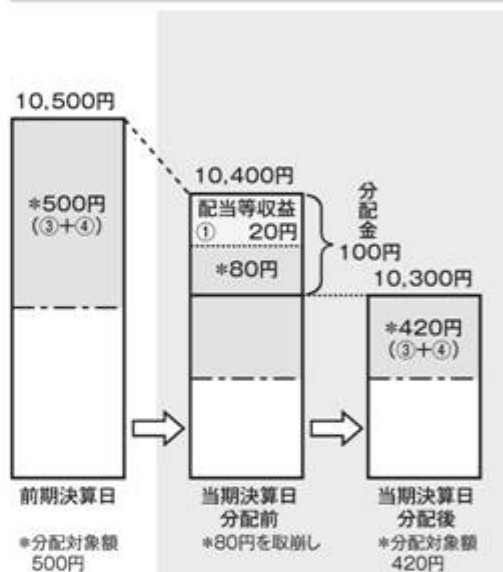 10,500円
*500円
(③+④)
10,400円
配当等収益
① 20円
*80円
分配金
100円
10,300円
*420円
(③+④)
前期決算日
当期決算日
分配前
当期決算日
分配後
*分配対象額
500円
*80円を取崩し
*分配対象額
420円